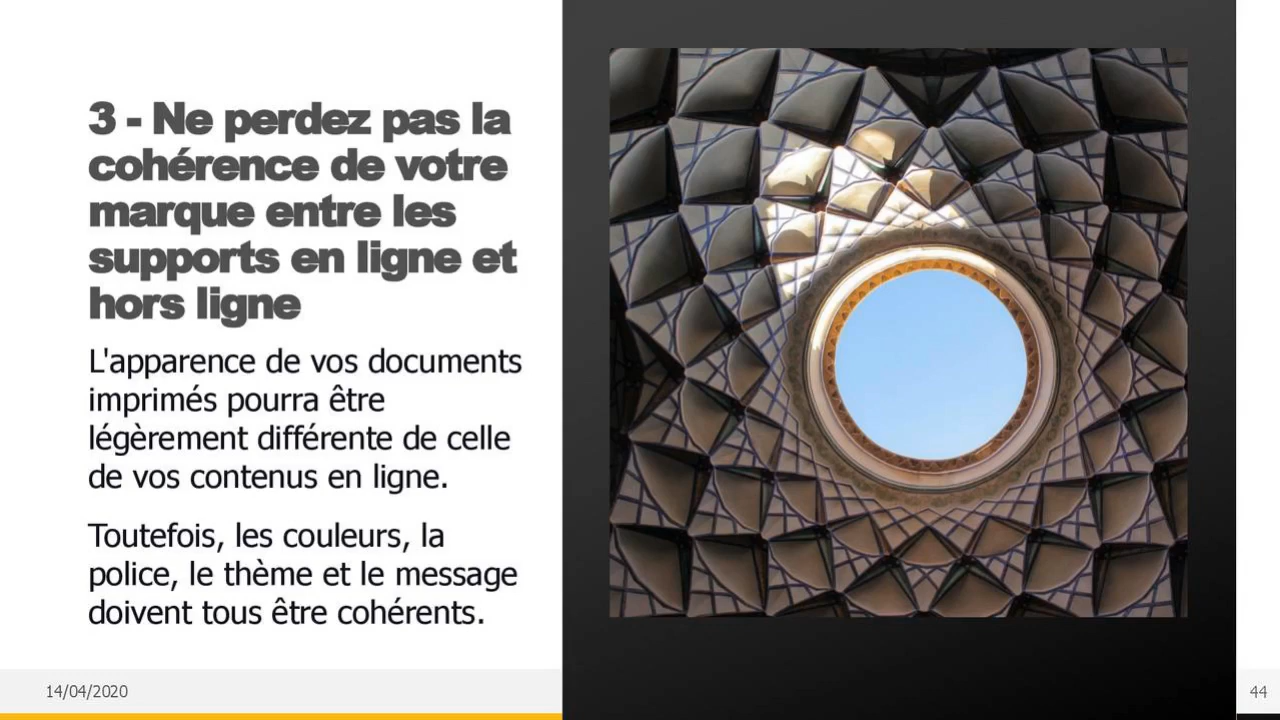 3 - Ne perdez pas la
cohérence de votre
marque entre les
supports en ligne et
hors ligne
L'apparence de vos documents
imprimés pourra être
légèrement différente de celle
de vos contenus en ligne.
Toutefois, les couleurs, la
police, le thème et le message
doivent tous être cohérents.
14/04/2020
44